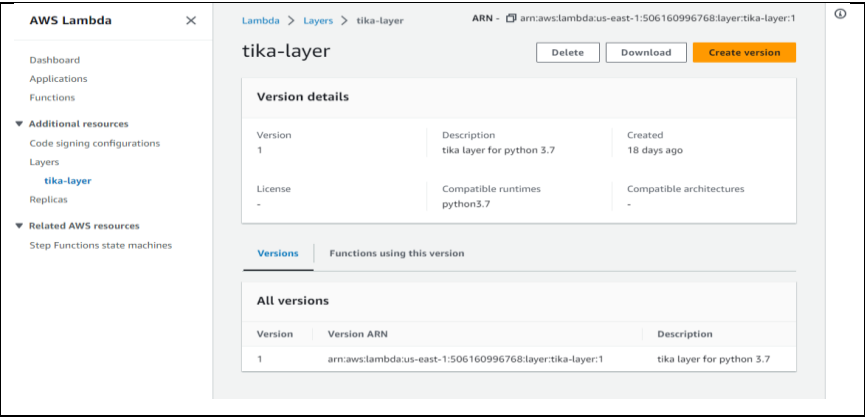 AWS Lambda
Dashboard
Applications
Functions
Additional resources
Code signing configurations
Layers
tika-layer
Replicas
Related AWS resources
Step Functions state machines
Lambda > Layers > tika-layer
ARN - arn:aws:lambda:us-east-1:506160996768:layer:tika-layer:1
tika-layer
Delete Download Create version
Version details
Version Description Created
1 tika layer for python 3.7 18 days ago
License Compatible runtimes Compatible architectures
- python3.7 -
Versions Functions using this version
All versions
Version Version ARN Description
1 arn:aws:lambda:us-east-1:506160996768:layer:tika-layer:1 tika layer for python 3.7